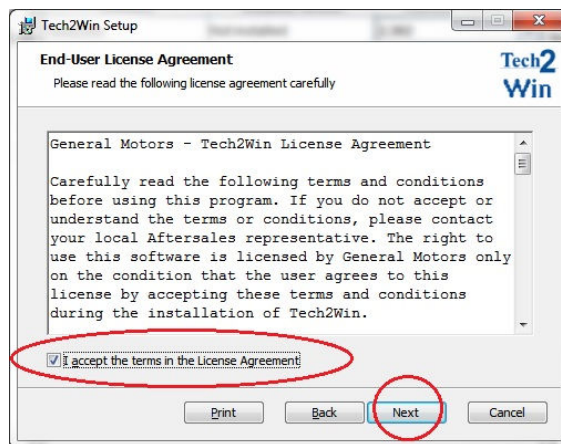 Tech2Win Setup
End-User License Agreement
Please read the following license agreement carefully
Tech2
Win
General Motors - Tech2Win License Agreement
Carefully read the following terms and conditions
before using this program. If you do not accept or
understand the terms or conditions, please contact
your local Aftersales representative. The right to
use this software is licensed by General Motors only
on the condition that the user agrees to this
license by accepting these terms and conditions
during the installation of Tech2Win.
I accept the terms in the License Agreement
Print
Back
Next
Cancel